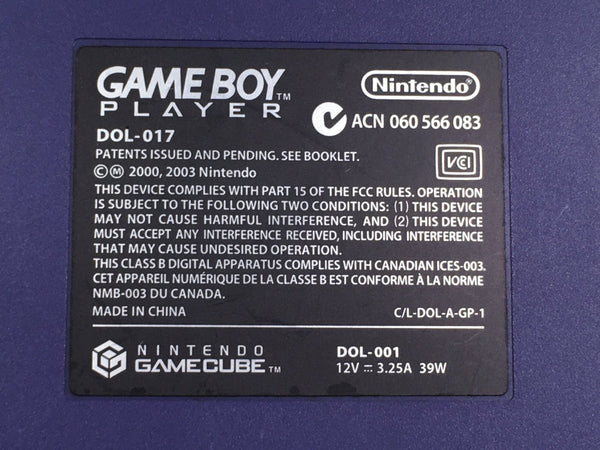 GAME BOY™
PLAYER
Nintendo®
ACN 060 566 083
DOL-017
PATENTS ISSUED AND PENDING. SEE BOOKLET.
VCI
©Ⓜ 2000, 2003 Nintendo
THIS DEVICE COMPLIES WITH PART 15 OF THE FCC RULES. OPERATION
IS SUBJECT TO THE FOLLOWING TWO CONDITIONS: (1) THIS DEVICE
MAY NOT CAUSE HARMFUL INTERFERENCE, AND (2) THIS DEVICE
MUST ACCEPT ANY INTERFERENCE RECEIVED, INCLUDING INTERFERENCE
THAT MAY CAUSE UNDESIRED OPERATION.
THIS CLASS B DIGITAL APPARATUS COMPLIES WITH CANADIAN ICES-003.
CET APPAREIL NUMÉRIQUE DE LA CLASSE B EST CONFORME À LA NORME
NMB-003 DU CANADA.
MADE IN CHINA
C/L-DOL-A-GP-1
NINTENDO
GAMECUBE™
DOL-001
12V ⎓ 3.25A 39W